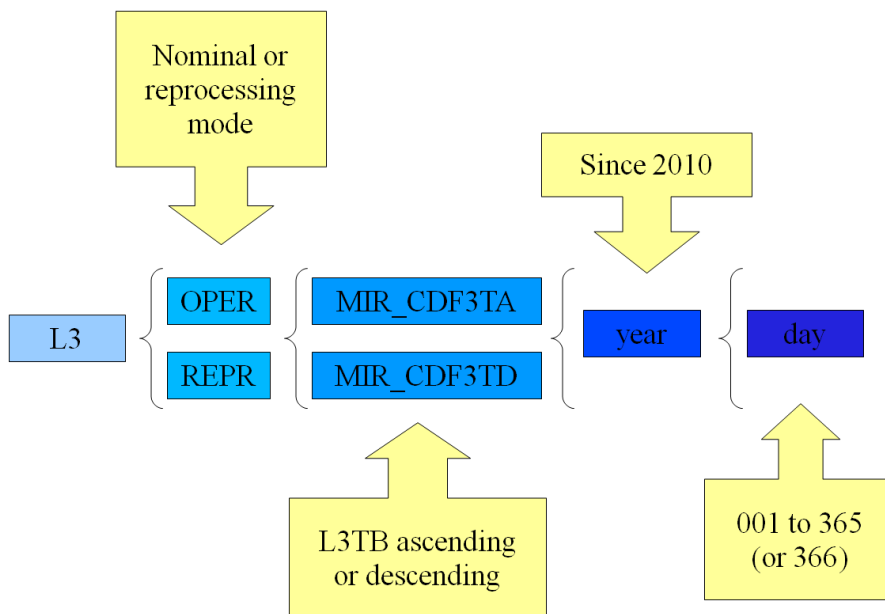 Nominal or
reprocessing
mode
Since 2010
L3
OPER
REPR
MIR_CDF3TA
MIR_CDF3TD
year
day
L3TB ascending
or descending
001 to 365
(or 366)